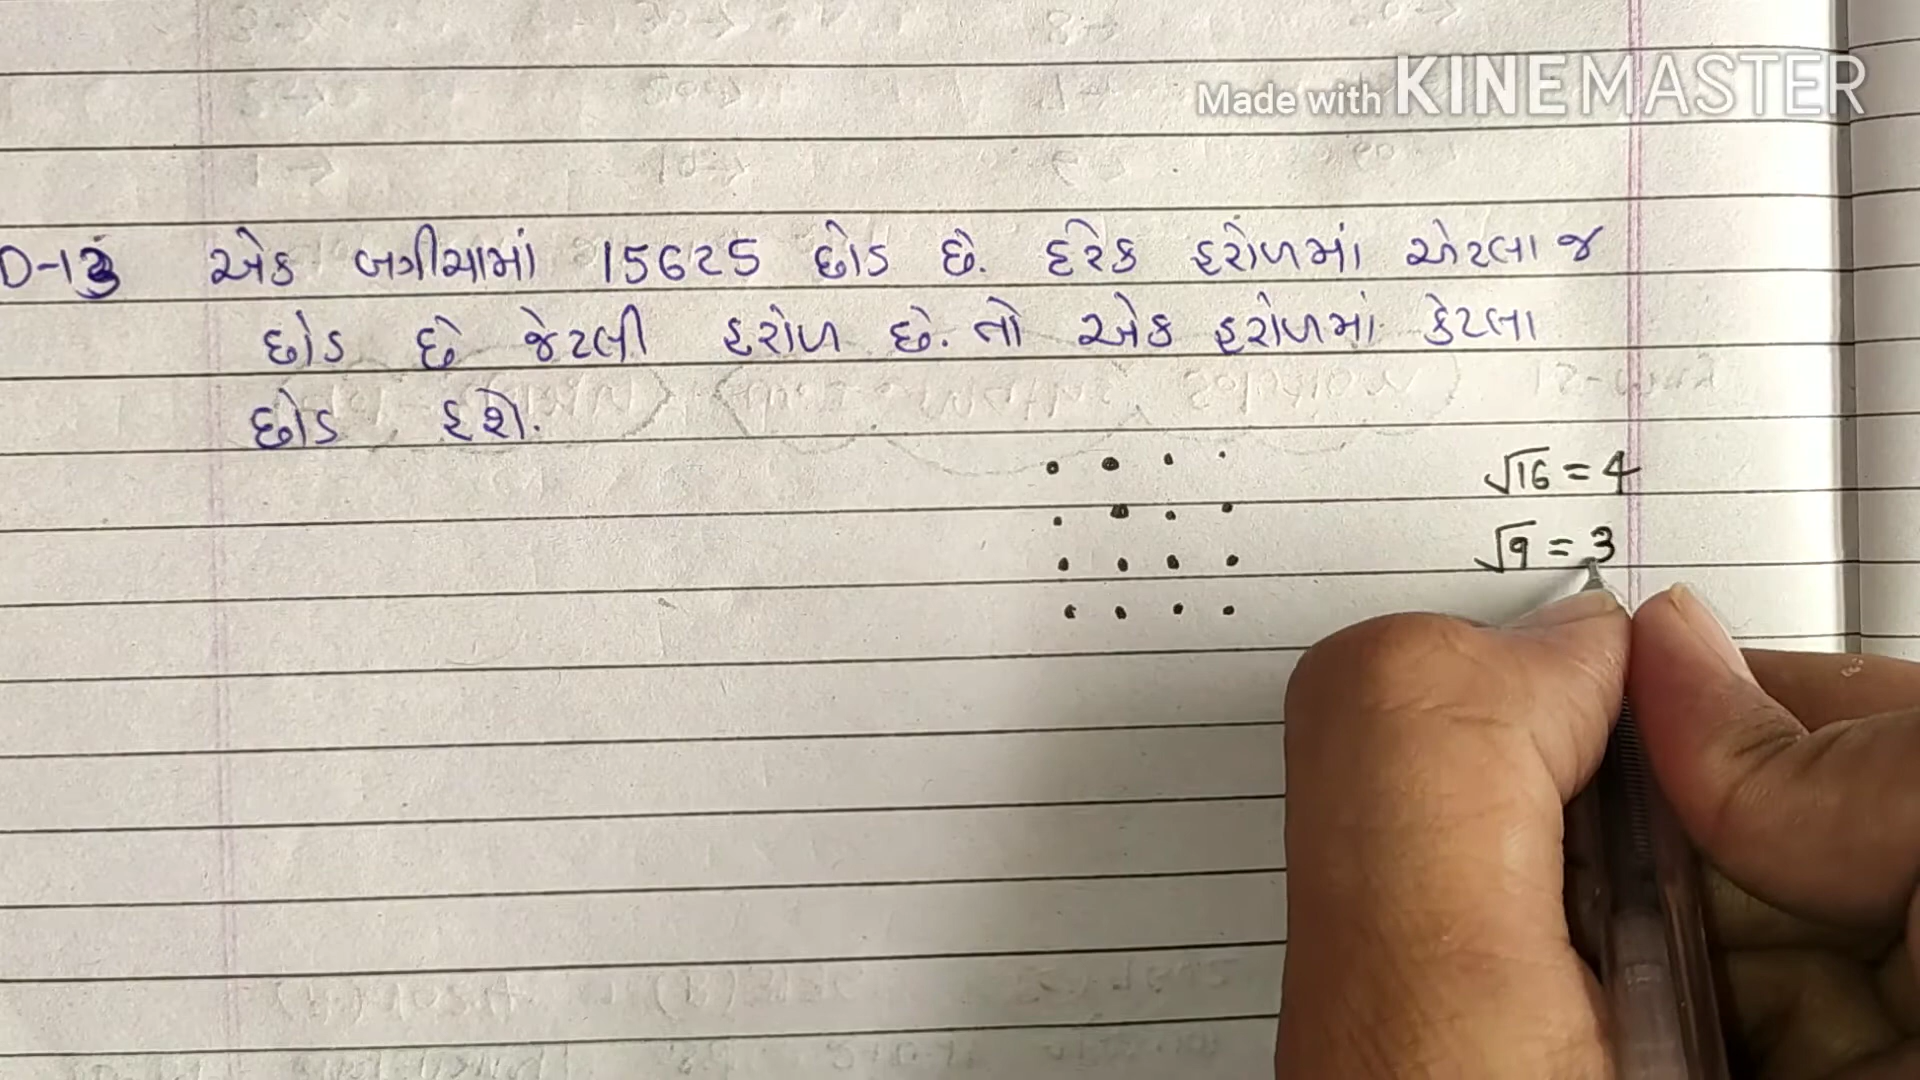 Made with KINEMASTER
D-13 એક બગીચામાં 15625 છોડ છે. દરેક હરોળમાં એટલા જ
છોડ છે જેટલી હરોળ છે. તો એક હરોળમાં કેટલા
છોડ હશે.
√16 = 4
√9 = 3